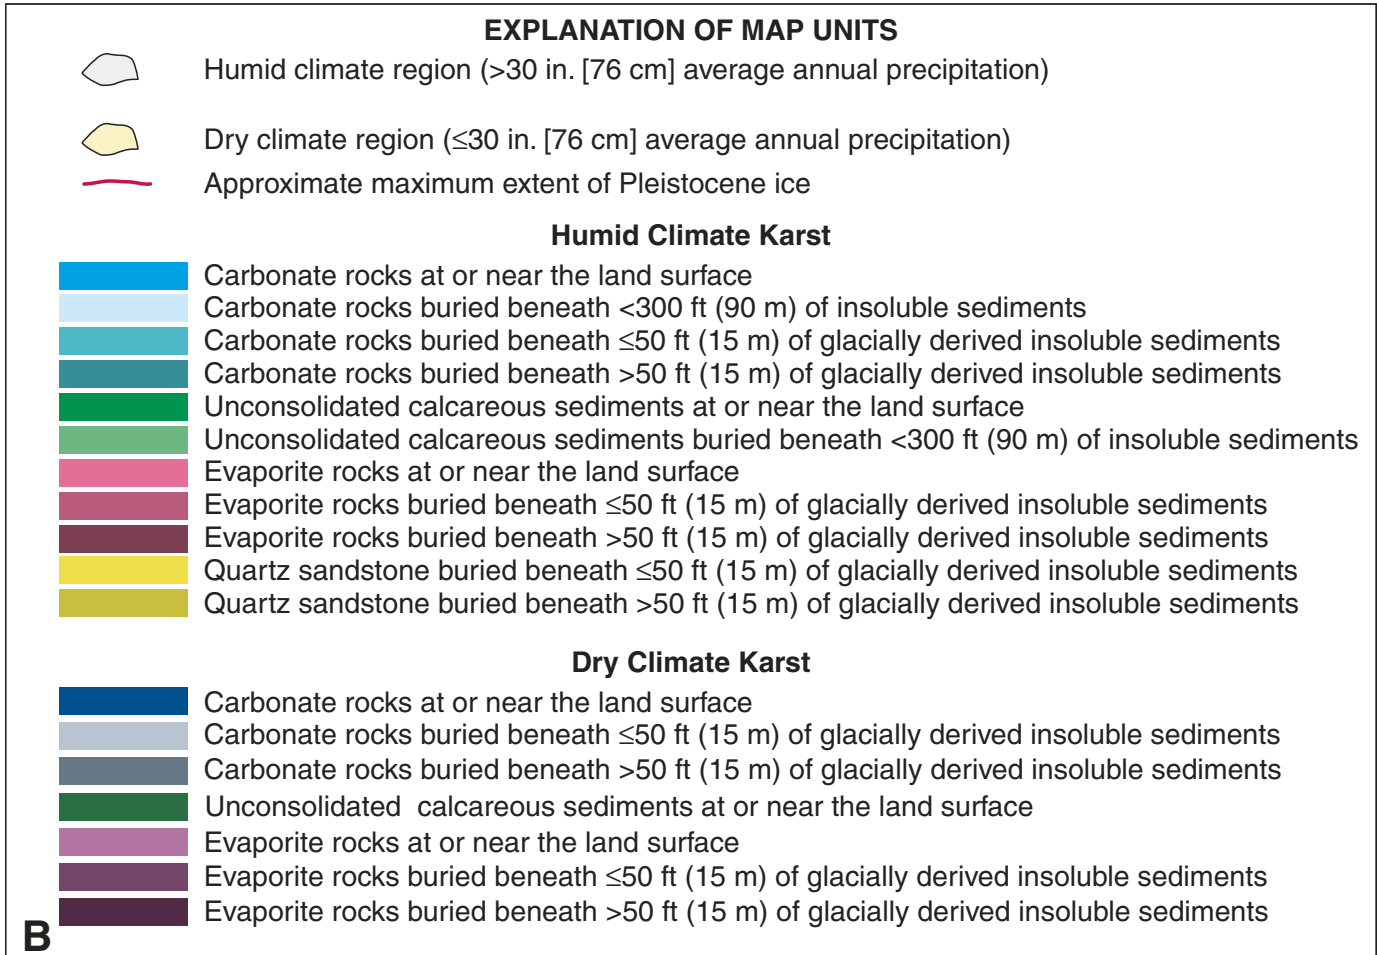 EXPLANATION OF MAP UNITS
Humid climate region (>30 in. [76 cm] average annual precipitation)
Dry climate region (≤30 in. [76 cm] average annual precipitation)
Approximate maximum extent of Pleistocene ice
Humid Climate Karst
Carbonate rocks at or near the land surface
Carbonate rocks buried beneath <300 ft (90 m) of insoluble sediments
Carbonate rocks buried beneath ≤50 ft (15 m) of glacially derived insoluble sediments
Carbonate rocks buried beneath >50 ft (15 m) of glacially derived insoluble sediments
Unconsolidated calcareous sediments at or near the land surface
Unconsolidated calcareous sediments buried beneath <300 ft (90 m) of insoluble sediments
Evaporite rocks at or near the land surface
Evaporite rocks buried beneath ≤50 ft (15 m) of glacially derived insoluble sediments
Evaporite rocks buried beneath >50 ft (15 m) of glacially derived insoluble sediments
Quartz sandstone buried beneath ≤50 ft (15 m) of glacially derived insoluble sediments
Quartz sandstone buried beneath >50 ft (15 m) of glacially derived insoluble sediments
Dry Climate Karst
Carbonate rocks at or near the land surface
Carbonate rocks buried beneath ≤50 ft (15 m) of glacially derived insoluble sediments
Carbonate rocks buried beneath >50 ft (15 m) of glacially derived insoluble sediments
Unconsolidated calcareous sediments at or near the land surface
Evaporite rocks at or near the land surface
Evaporite rocks buried beneath ≤50 ft (15 m) of glacially derived insoluble sediments
Evaporite rocks buried beneath >50 ft (15 m) of glacially derived insoluble sediments
B